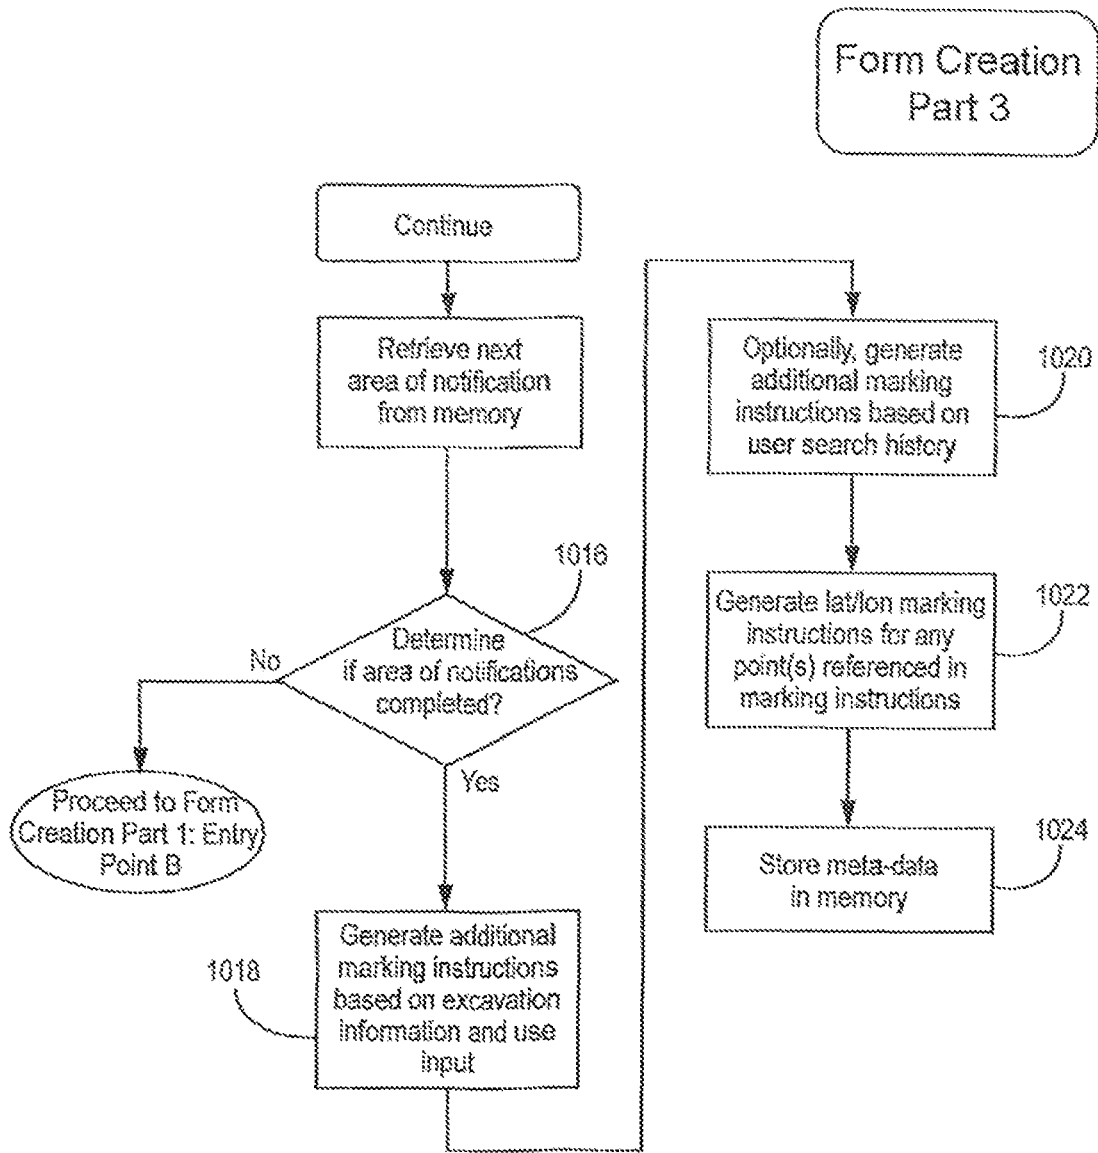 Form Creation
Part 3
Continue
Retrieve next
area of notification
from memory
1016
Determine
if area of notifications
completed?
No
Yes
Proceed to Form
Creation Part 1: Entry
Point B
1018
Generate additional
marking instructions
based on excavation
information and use
input
Optionally, generate
additional marking
instructions based on
user search history
1020
Generate lat/lon marking
instructions for any
point(s) referenced in
marking instructions
1022
Store meta-data
in memory
1024